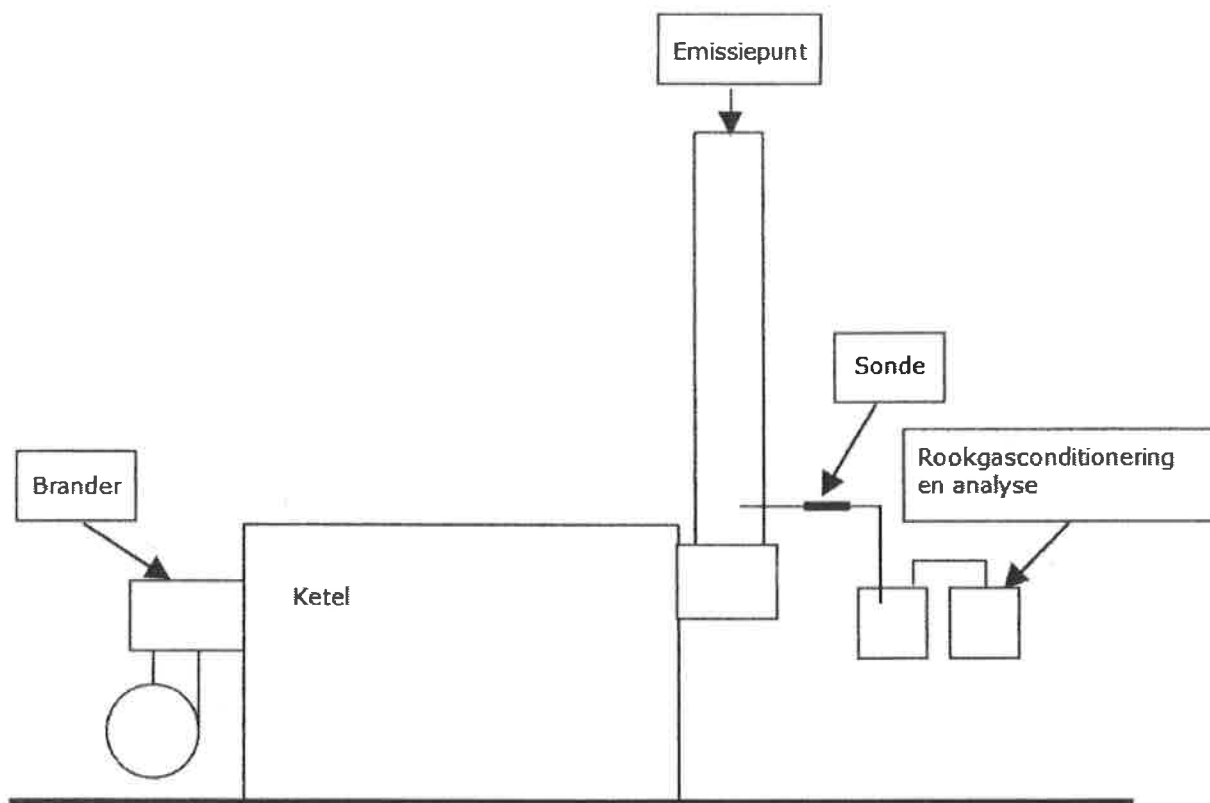 Emissiepunt
Sonde
Rookgasconditionering
en analyse
Brander
Ketel